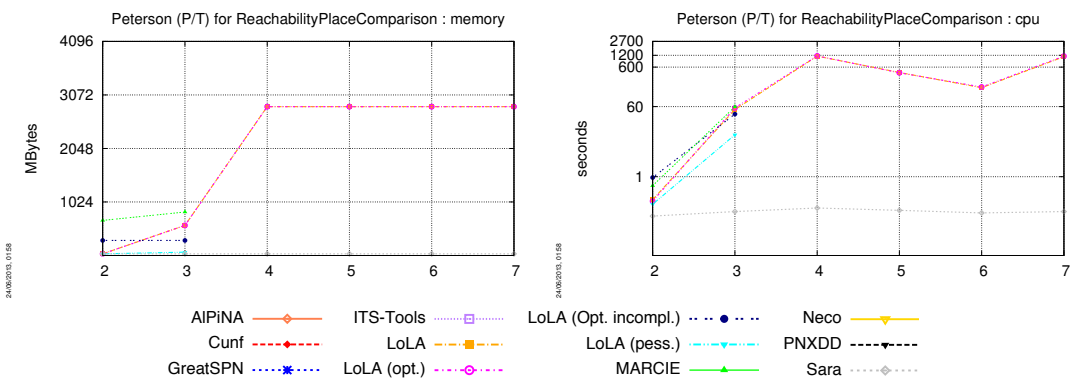 Peterson (P/T) for ReachabilityPlaceComparison : memory
4096
3072
2048
1024
MBytes
2 3 4 5 6 7
24/06/2013, 01:58
Peterson (P/T) for ReachabilityPlaceComparison : cpu
2700
1200
600
60
1
seconds
2 3 4 5 6 7
24/06/2013, 01:58
AlPiNA ITS-Tools LoLA (Opt. incompl.) Neco
Cunf LoLA LoLA (pess.) PNXDD
GreatSPN LoLA (opt.) MARCIE Sara